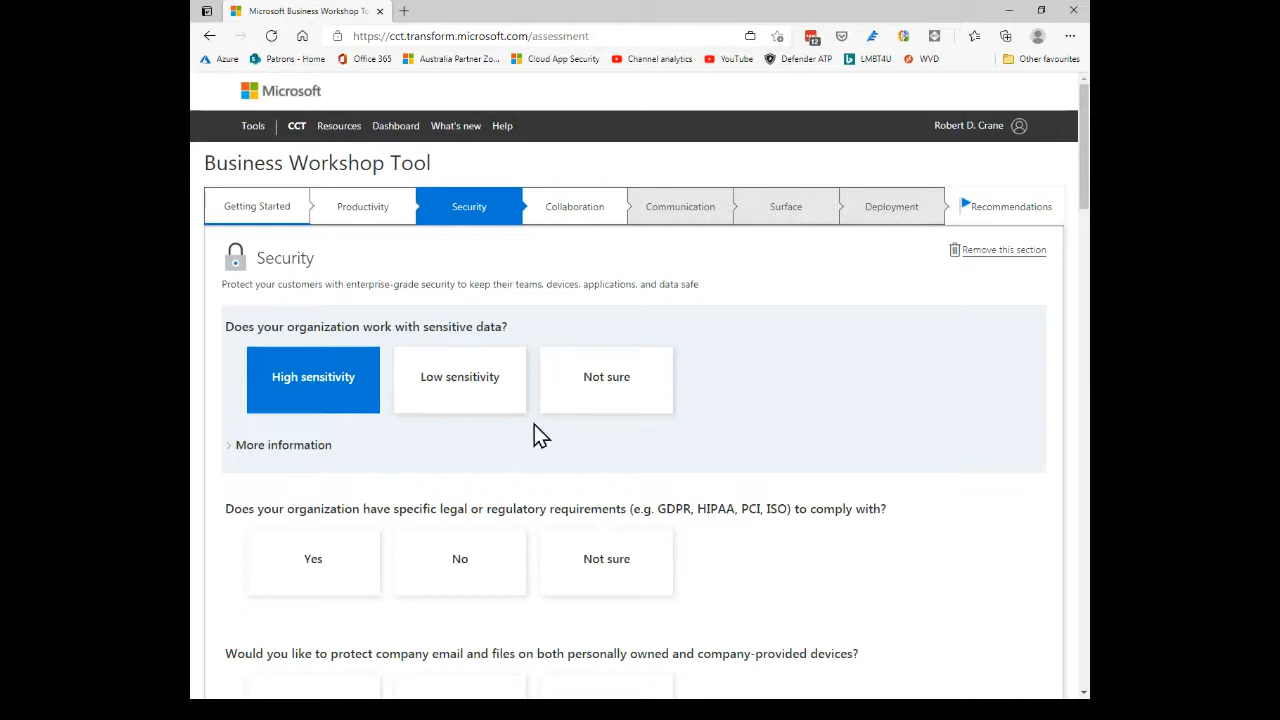 Microsoft Business Workshop To
https://cct.transform.microsoft.com/assessment
12
Azure
Patrons - Home
Office 365
Australia Partner Zo...
Cloud App Security
Channel analytics
YouTube
Defender ATP
LMBT4U
WVD
Other favourites
Microsoft
Tools
CCT
Resources
Dashboard
What's new
Help
Robert D. Crane
Business Workshop Tool
Getting Started
Productivity
Security
Collaboration
Communication
Surface
Deployment
Recommendations
Security
Remove this section
Protect your customers with enterprise-grade security to keep their teams, devices, applications, and data safe
Does your organization work with sensitive data?
High sensitivity
Low sensitivity
Not sure
More information
Does your organization have specific legal or regulatory requirements (e.g. GDPR, HIPAA, PCI, ISO) to comply with?
Yes
No
Not sure
Would you like to protect company email and files on both personally owned and company-provided devices?